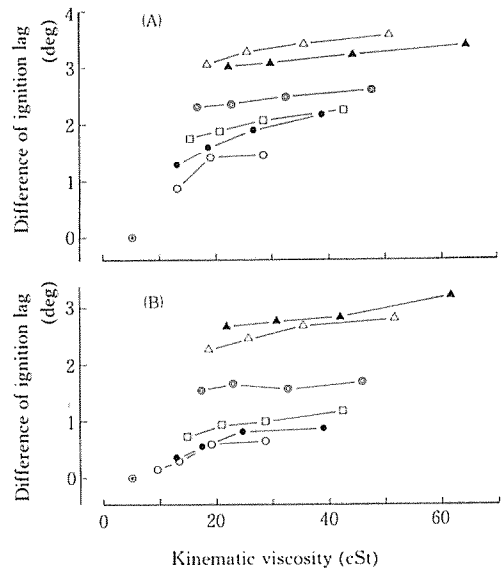 (A)
4
3
2
1
0
Difference of ignition lag
(deg)
(B)
3
2
1
0
Difference of ignition lag
(deg)
0 20 40 60
Kinematic viscosity (cSt)